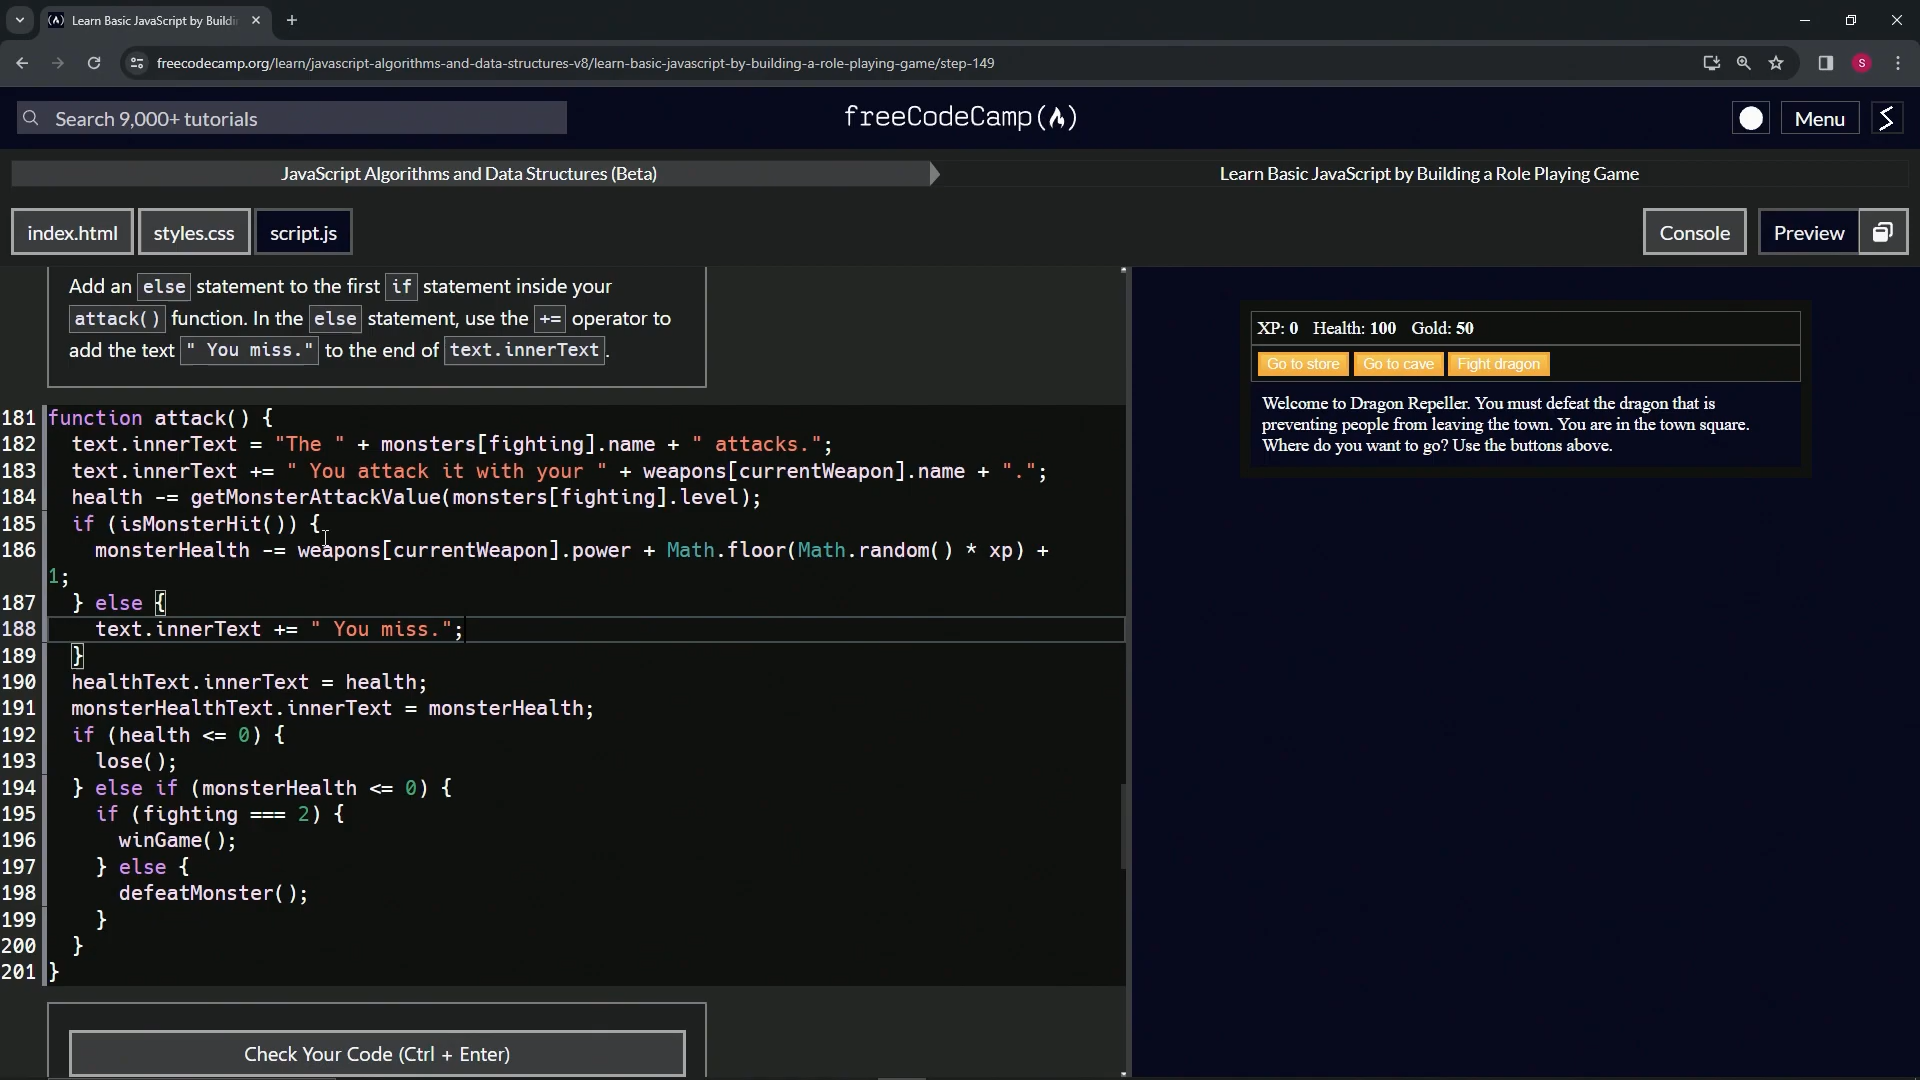 Learn Basic JavaScript by Buildi
freecodecamp.org/learn/javascript-algorithms-and-data-structures-v8/learn-basic-javascript-by-building-a-role-playing-game/step-149
S
Search 9,000+ tutorials
freeCodeCamp(🔥)
Menu
JavaScript Algorithms and Data Structures (Beta)
Learn Basic JavaScript by Building a Role Playing Game
index.html
styles.css
script.js
Console
Preview
Add an else statement to the first if statement inside your
attack() function. In the else statement, use the += operator to
add the text " You miss." to the end of text.innerText.
181 function attack() {
182   text.innerText = "The " + monsters[fighting].name + " attacks.";
183   text.innerText += " You attack it with your " + weapons[currentWeapon].name + ".";
184   health -= getMonsterAttackValue(monsters[fighting].level);
185   if (isMonsterHit()) {
186     monsterHealth -= weapons[currentWeapon].power + Math.floor(Math.random() * xp) +
1;
187   } else {
188     text.innerText += " You miss.";
189   }
190   healthText.innerText = health;
191   monsterHealthText.innerText = monsterHealth;
192   if (health <= 0) {
193     lose();
194   } else if (monsterHealth <= 0) {
195     if (fighting === 2) {
196       winGame();
197     } else {
198       defeatMonster();
199     }
200   }
201 }
Check Your Code (Ctrl + Enter)
XP: 0 Health: 100 Gold: 50
Go to store
Go to cave
Fight dragon
Welcome to Dragon Repeller. You must defeat the dragon that is
preventing people from leaving the town. You are in the town square.
Where do you want to go? Use the buttons above.